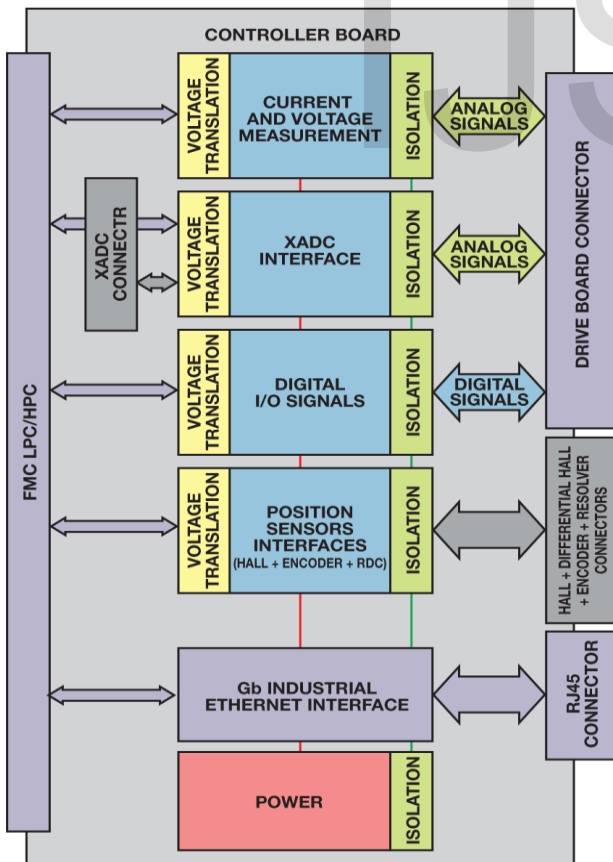 CONTROLLER BOARD
FMC LPC/HPC
VOLTAGE
TRANSLATION
CURRENT
AND VOLTAGE
MEASUREMENT
ISOLATION
ANALOG
SIGNALS
DRIVE BOARD CONNECTOR
XADC
CONNECTR
VOLTAGE
TRANSLATION
XADC
INTERFACE
ISOLATION
ANALOG
SIGNALS
VOLTAGE
TRANSLATION
DIGITAL
I/O SIGNALS
ISOLATION
DIGITAL
SIGNALS
VOLTAGE
TRANSLATION
POSITION
SENSORS
INTERFACES
(HALL + ENCODER + RDC)
ISOLATION
HALL + DIFFERENTIAL HALL
+ ENCODER + RESOLVER
CONNECTORS
Gb INDUSTRIAL
ETHERNET INTERFACE
RJ45
CONNECTOR
POWER
ISOLATION